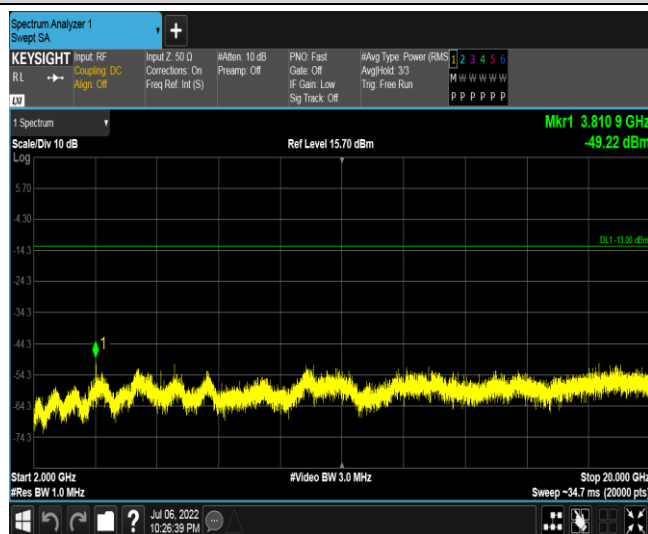 Spectrum Analyzer 1
Swept SA
+
KEYSIGHT Input: RF Input Z: 50 Ω #Atten: 10 dB PNO: Fast #Avg Type: Power (RMS 1 2 3 4 5 6
RL Coupling: DC Corrections: On Preamp: Off Gate: Off Avg|Hold: 3/3 M W W W W W
Align: Off Freq Ref: Int (S) IF Gain: Low Trig: Free Run
Sig Track: Off P P P P P P
LXI
1 Spectrum
Mkr1 3.810 9 GHz
Scale/Div 10 dB Ref Level 15.70 dBm -49.22 dBm
Log
5.70
-4.30
DL1 -13.00 dBm
-14.3
-24.3
-34.3
-44.3
1
-54.3
-64.3
-74.3
Start 2.000 GHz #Video BW 3.0 MHz Stop 20.000 GHz
#Res BW 1.0 MHz Sweep ~34.7 ms (20000 pts)
? Jul 06, 2022
10:26:39 PM